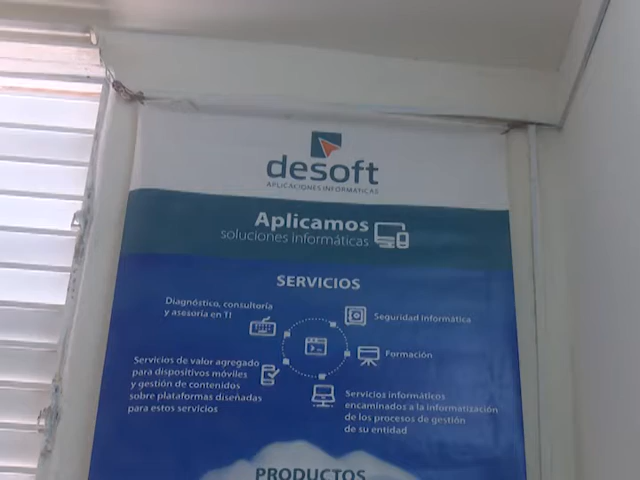 desoft
APLICACIONES INFORMÁTICAS
Aplicamos
soluciones informáticas
SERVICIOS
Diagnóstico, consultoría
y asesoría en TI
Seguridad informática
Formación
Servicios de valor agregado
para dispositivos móviles
y gestión de contenidos
sobre plataformas diseñadas
para estos servicios
Servicios informáticos
encaminados a la informatización
de los procesos de gestión
de su entidad
PRODUCTOS